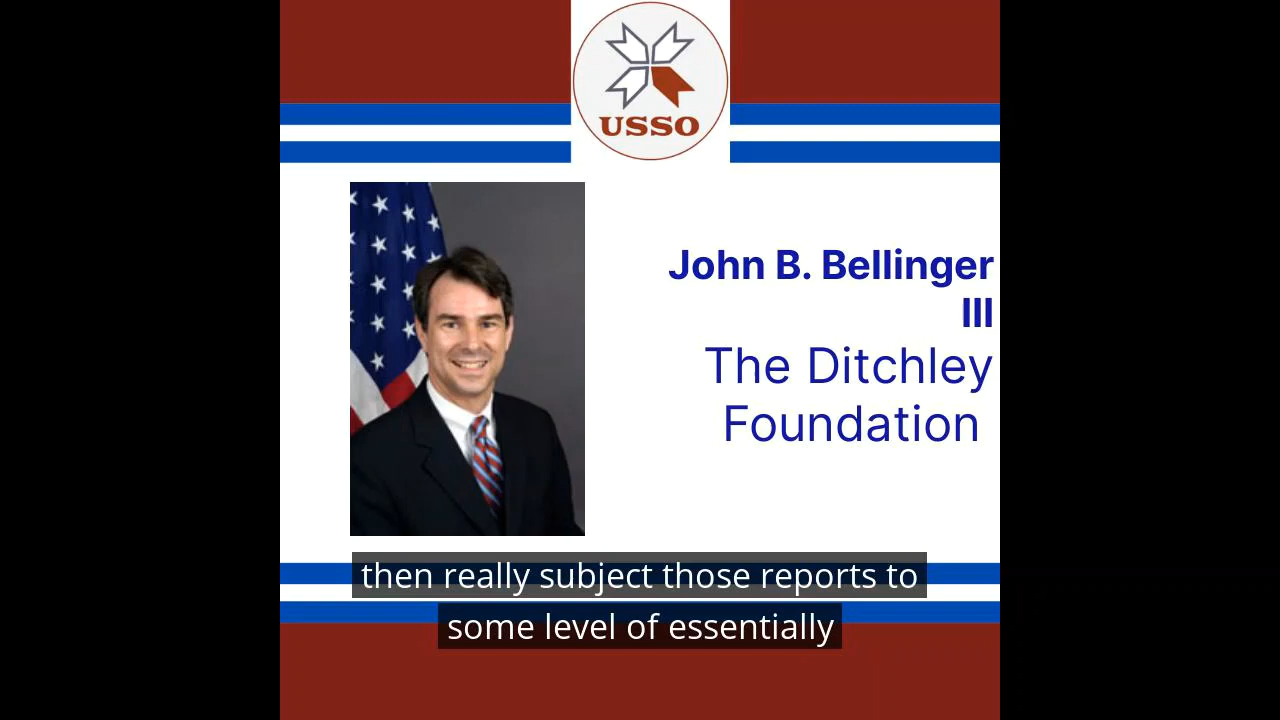 USSO
John B. Bellinger
III
The Ditchley
Foundation
then really subject those reports to
some level of essentially